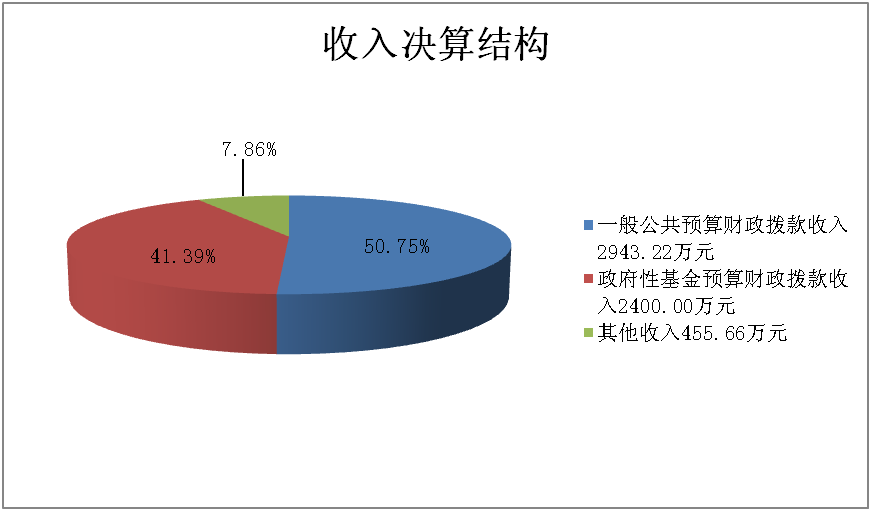 收入决算结构
7.86%
50.75%
41.39%
一般公共预算财政拨款收入
2943.22万元
政府性基金预算财政拨款收
入2400.00万元
其他收入455.66万元